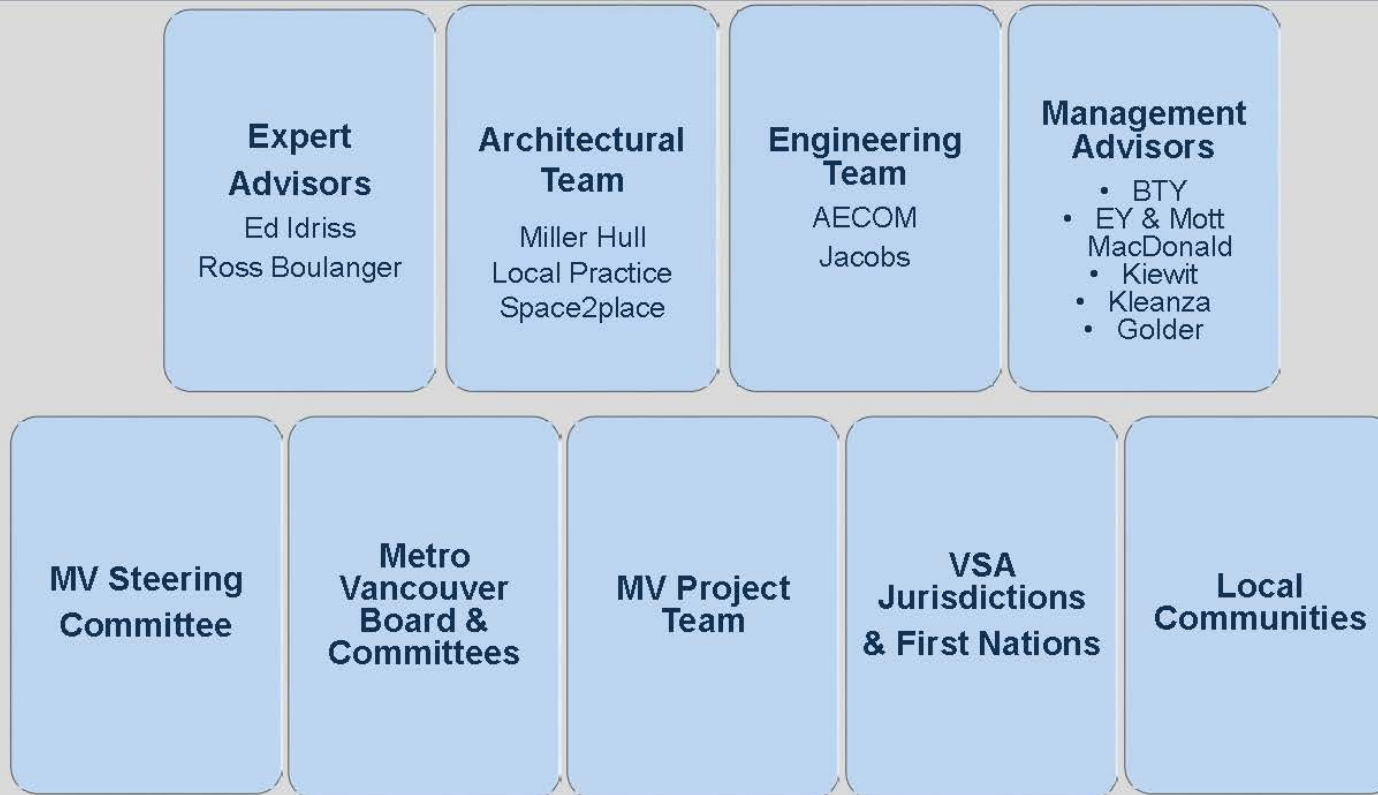 Expert
Advisors
Ed Idriss
Ross Boulanger
Architectural
Team
Miller Hull
Local Practice
Space2place
Engineering
Team
AECOM
Jacobs
Management
Advisors
• BTY
• EY & Mott
MacDonald
• Kiewit
• Kleanza
• Golder
MV Steering
Committee
Metro
Vancouver
Board &
Committees
MV Project
Team
VSA
Jurisdictions
& First Nations
Local
Communities